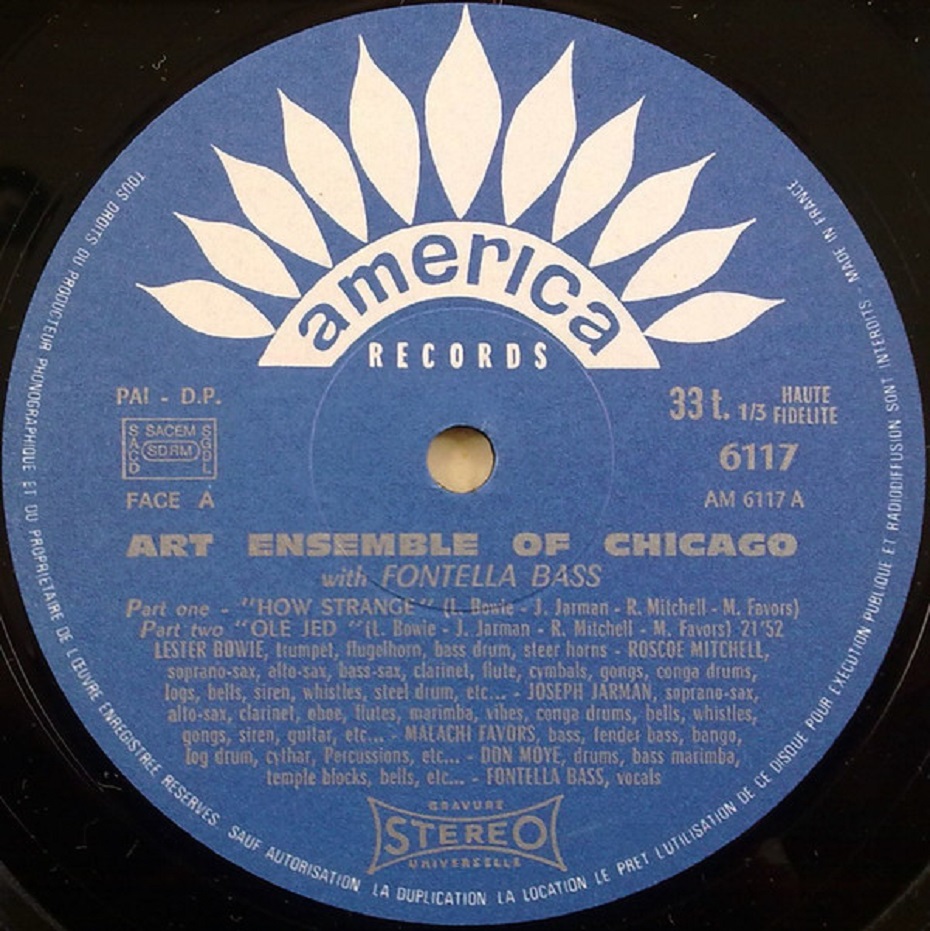 america
RECORDS
PAI - D.P.
33 t. 1/3 HAUTE FIDELITE
SACEM
SACD SDRM SGDL
6117
FACE A
AM 6117 A
ART ENSEMBLE OF CHICAGO
with FONTELLA BASS
Part one - "HOW STRANGE" (L. Bowie - J. Jarman - R. Mitchell - M. Favors)
Part two "OLE JED "(L. Bowie - J. Jarman - R. Mitchell - M. Favors) 21'52
LESTER BOWIE, trumpet, flugelhorn, bass drum, steer horns - ROSCOE MITCHELL,
soprano-sax, alto-sax, bass-sax, clarinet, flute, cymbals, gongs, conga drums,
logs, bells, siren, whistles, steel drum, etc... - JOSEPH JARMAN, soprano-sax,
alto-sax, clarinet, oboe, flutes, marimba, vibes, conga drums, bells, whistles,
gongs, siren, guitar, etc... - MALACHI FAVORS, bass, fender bass, bango,
log drum, cythar, Percussions, etc... - DON MOYE, drums, bass marimba,
temple blocks, bells, etc... - FONTELLA BASS, vocals
GRAVURE
STEREO
UNIVERSELLE
TOUS DROITS DU PRODUCTEUR PHONOGRAPHIQUE ET DU PROPRIETAIRE DE L'ŒUVRE ENREGISTREE RESERVES. SAUF AUTORISATION LA DUPLICATION LA LOCATION LE PRET L'UTILISATION DE CE DISQUE POUR EXECUTION PUBLIQUE ET RADIODIFFUSION SONT INTERDITS - MADE IN FRANCE